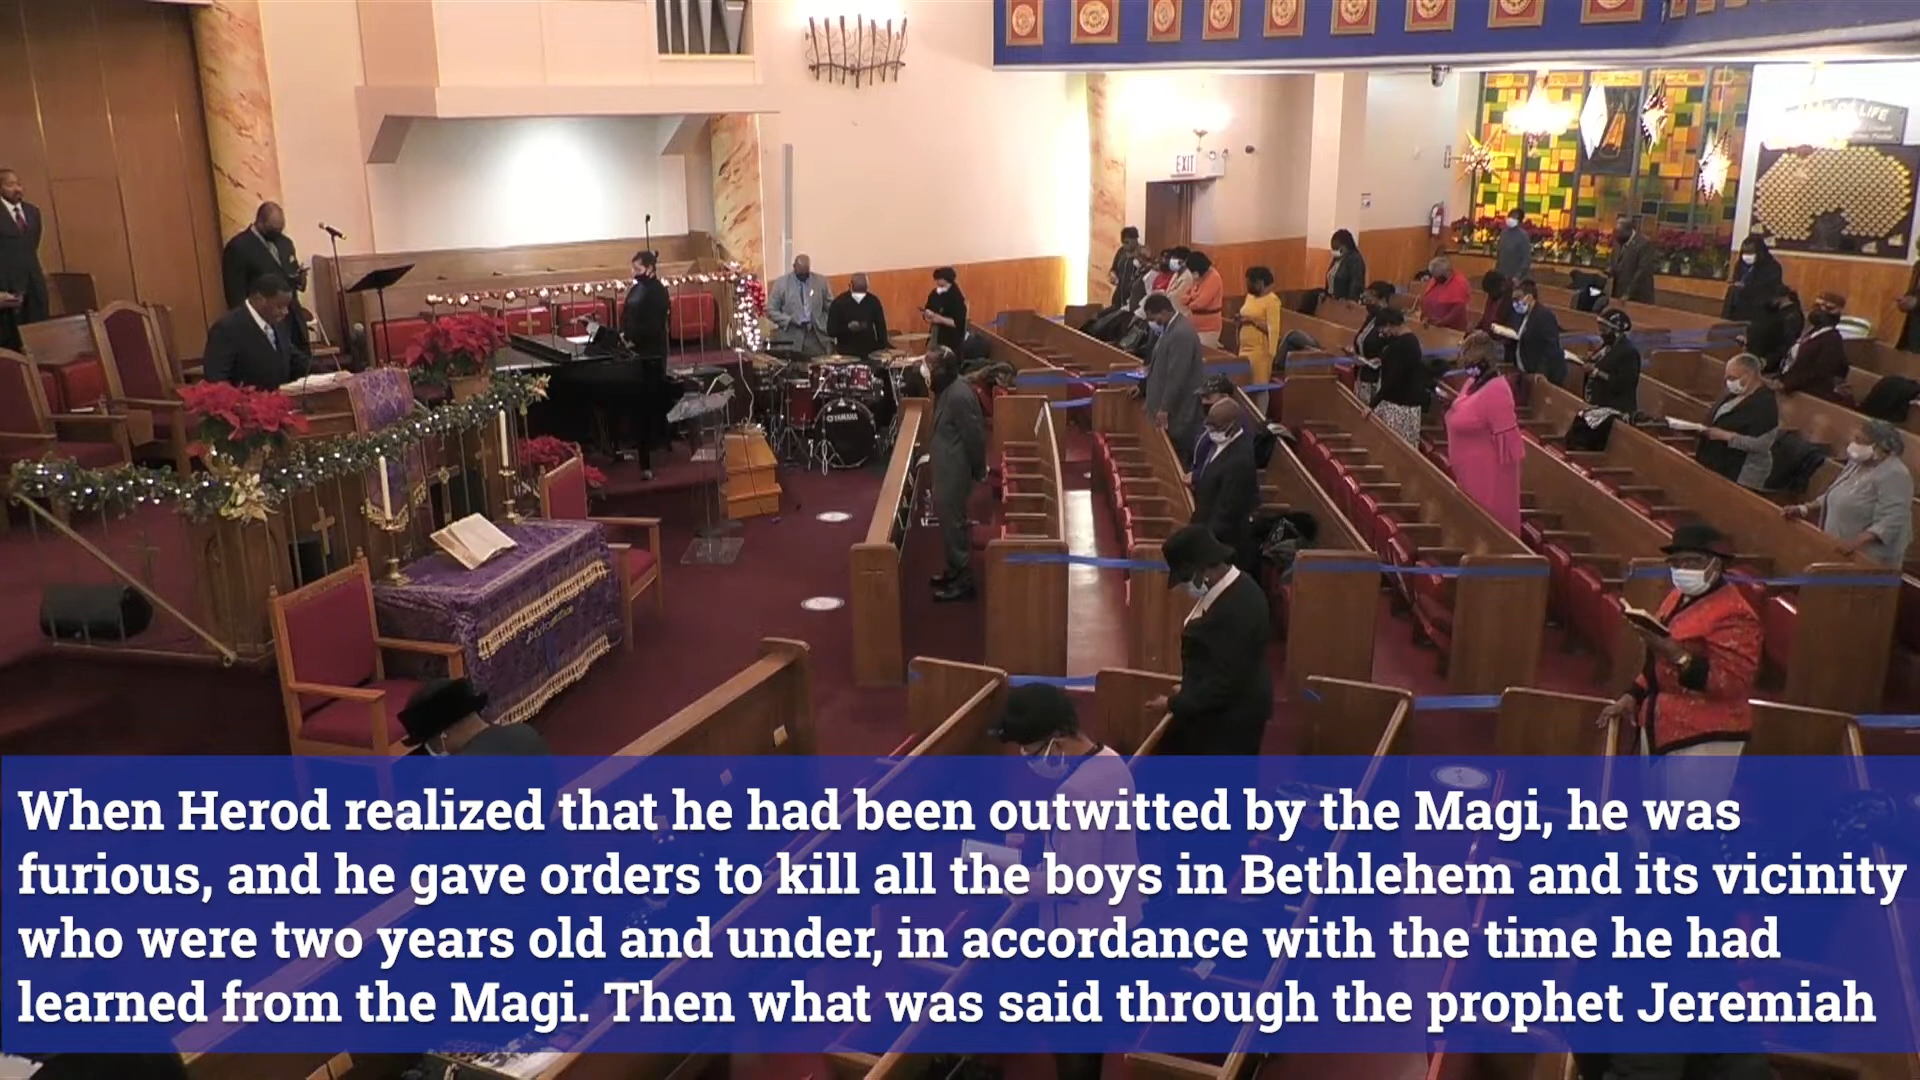 EXIT
OF LIFE
YAMAHA
When Herod realized that he had been outwitted by the Magi, he was
furious, and he gave orders to kill all the boys in Bethlehem and its vicinity
who were two years old and under, in accordance with the time he had
learned from the Magi. Then what was said through the prophet Jeremiah